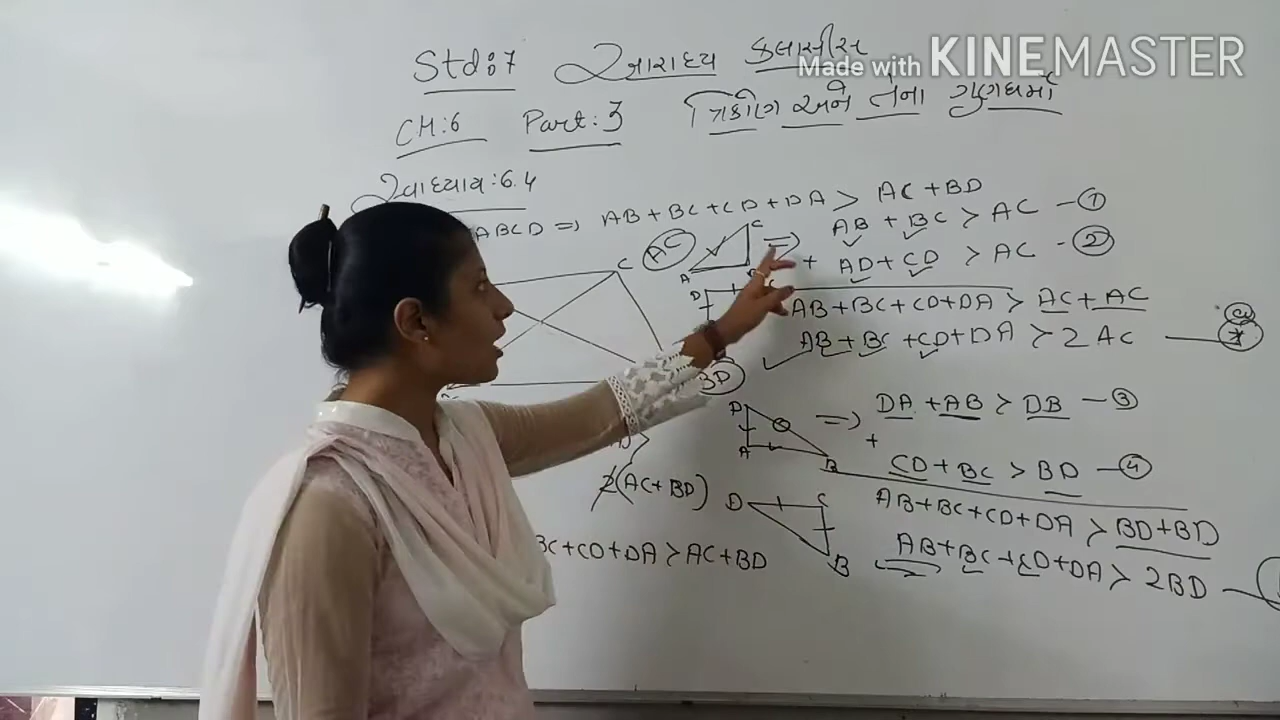 Made with KINEMASTER
Std:7 આરાધ્ય ક્લાસીસ
CH:6 Part:3 ત્રિકોણ અને તેના ગુણધર્મો
સ્વાધ્યાય:6.4
ABCD => AB+BC+CD+DA > AC+BD
AC A C => AB + BC > AC - ①
+ AD + CD > AC - ②
D C AB+BC+CD+DA > AC+AC
AB+BC+CD+DA > 2AC
BD
D A B => DA + AB > DB - ③
+
CD + BC > BD - ④
2(AC+BD) D C B AB+BC+CD+DA > BD+BD
BC+CD+DA > AC+BD
AB+BC+CD+DA > 2BD